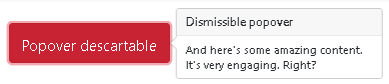 Popover descartable
Dismissible popover
And here's some amazing content.
It's very engaging. Right?